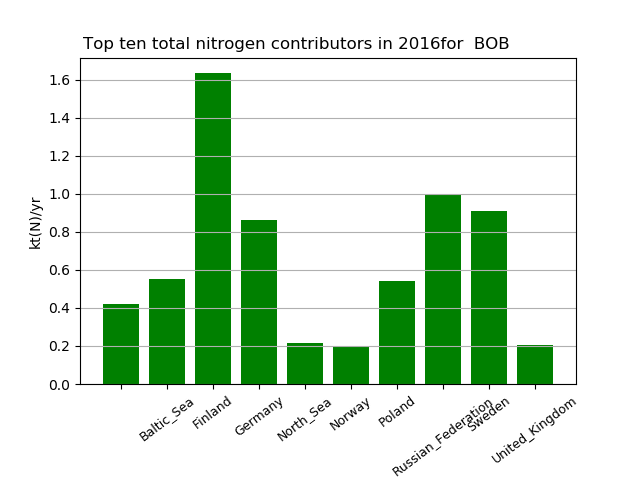 Top ten total nitrogen contributors in 2016for  BOB
kt(N)/yr
1.6
1.4
1.2
1.0
0.8
0.6
0.4
0.2
0.0
Baltic_Sea
Finland
Germany
North_Sea
Norway
Poland
Russian_Federation
Sweden
United_Kingdom